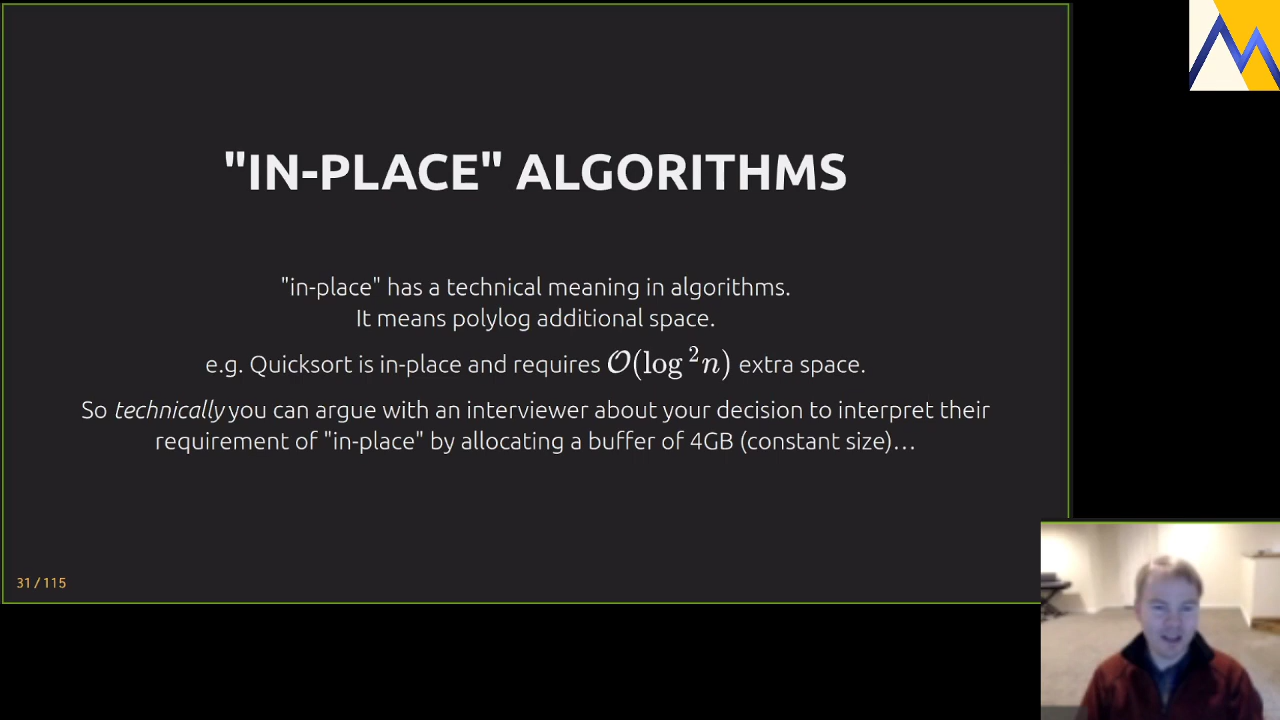 "IN-PLACE" ALGORITHMS
"in-place" has a technical meaning in algorithms.
It means polylog additional space.
e.g. Quicksort is in-place and requires 𝒪(log ²n) extra space.
So technically you can argue with an interviewer about your decision to interpret their
requirement of "in-place" by allocating a buffer of 4GB (constant size)…
31 / 115